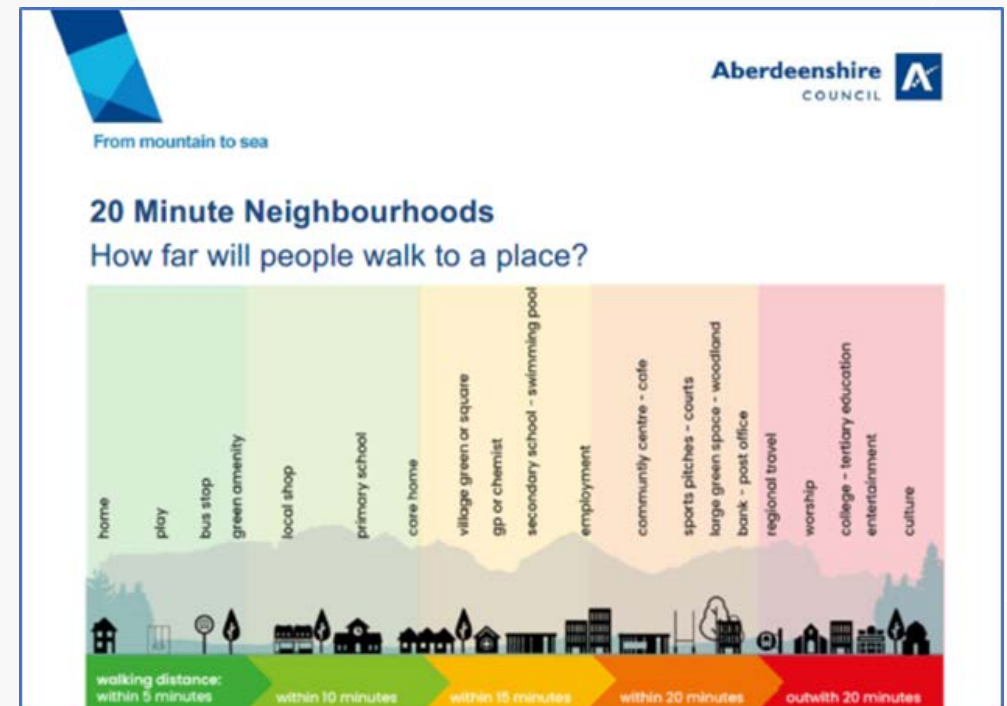 Aberdeenshire
COUNCIL
From mountain to sea
20 Minute Neighbourhoods
How far will people walk to a place?
home
play
bus stop
green amenity
local shop
primary school
care home
village green or square
gp or chemist
secondary school - swimming pool
employment
communtiy centre - cafe
sports pitches - courts
large green space - woodland
bank - post office
regional travel
worship
college - tertiary education
entertainment
culture
walking distance:
within 5 minutes
within 10 minutes
within 15 minutes
within 20 minutes
outwith 20 minutes